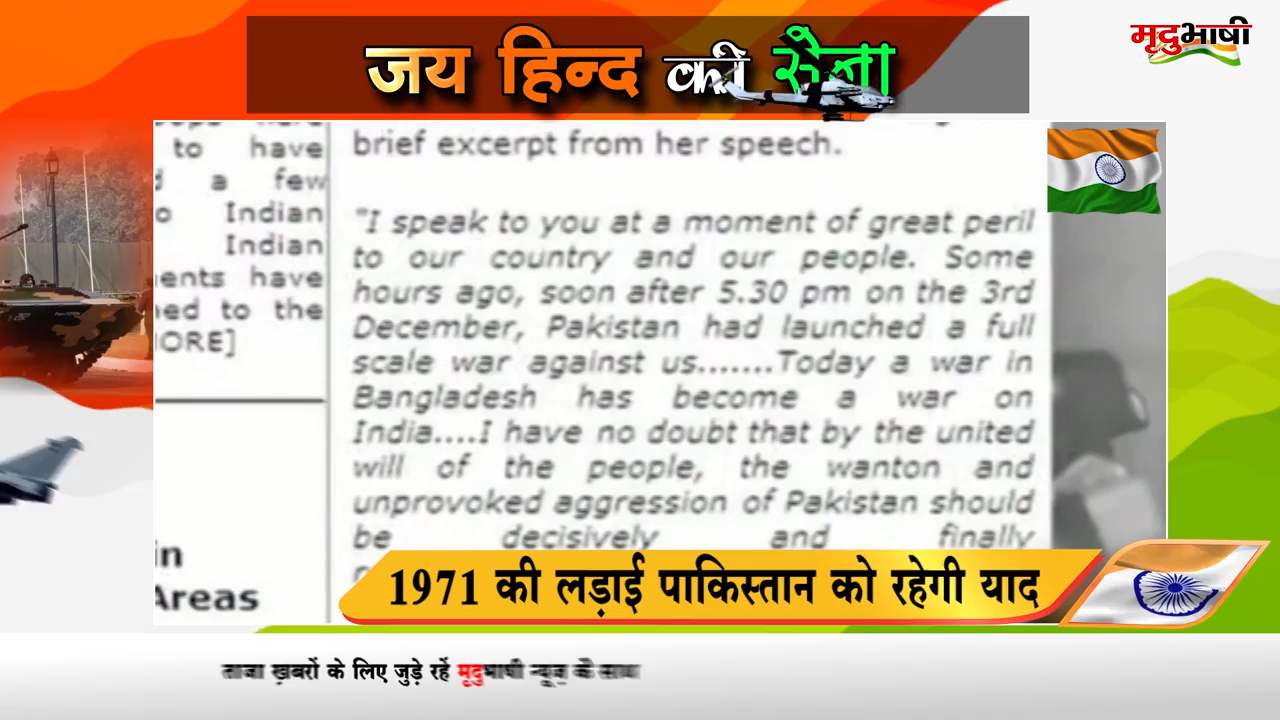 जय हिन्द की सेना
मृदुभाषी
to have
a few
Indian
Indian
have
to the
brief excerpt from her speech.
"I speak to you at a moment of great peril
to our country and our people. Some
hours ago, soon after 5.30 pm on the 3rd
December, Pakistan had launched a full
scale war against us.......Today a war in
Bangladesh has become a war on
India....I have no doubt that by the united
will of the people, the wanton and
unprovoked aggression of Pakistan should
be decisively and finally
in
Areas
1971 की लड़ाई पाकिस्तान को रहेगी याद
ताजा ख़बरों के लिए जुड़े रहें मृदुभाषी न्यूज़ के साथ